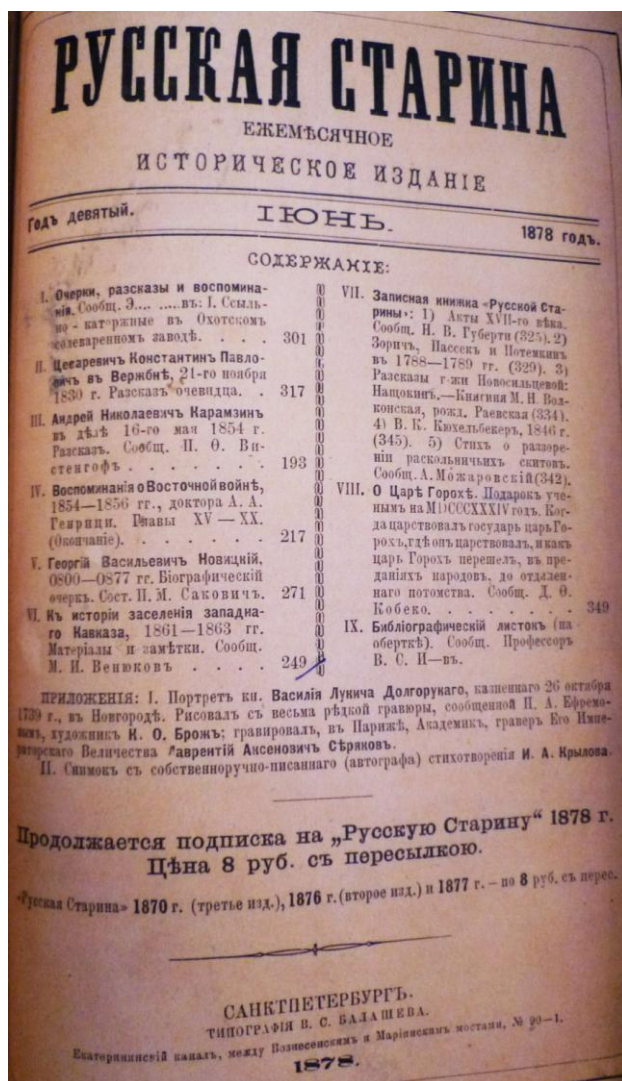 РУССКАЯ СТАРИНА
ЕЖЕМѢСЯЧНОЕ
ИСТОРИЧЕСКОЕ ИЗДАНІЕ
Годъ девятый.
ІЮНЬ.
1878 годъ.
СОДЕРЖАНІЕ:
I. Очерки, разсказы и воспомина-
нія. Сообщ. Э.... .....въ: I. Ссыль-
но-каторжные въ Охотскомъ
солеваренномъ заводѣ. . . . . 301
II. Цесаревичъ Константинъ Павло-
вичъ въ Вержбнѣ, 21-го ноября
1830 г. Разсказъ очевидца. . 317
III. Андрей Николаевичъ Карамзинъ
въ дѣлѣ 16-го мая 1854 г.
Разсказъ. Сообщ. П. Ѳ. Ви-
стенгофъ . . . . . . . 193
IV. Воспоминанія о Восточной войнѣ,
1854—1856 гг., доктора А. А.
Генрици. Главы XV—XX.
(Окончаніе). . . . . . . 217
V. Георгій Васильевичъ Новицкій,
0800—0877 гг. Біографическій
очеркъ. Сост. П. М. Саковичъ. 271
VI. Къ исторіи заселенія западна-
го Кавказа, 1861—1863 гг.
Матеріалы и замѣтки. Сообщ.
М. И. Венюковъ . . . . 249
VII. Записная книжка «Русской Ста-
рины»: 1) Акты XVII-го вѣка.
Сообщ. Н. В. Губерти (325). 2)
Зоричъ, Пассекъ и Потемкинъ
въ 1788—1789 гг. (329). 3)
Разсказы г-жи Новосильцевой:
Нащокинъ.—Княгиня М. Н. Вол-
конская, рожд. Раевская (334).
4) В. К. Кюхельбекеръ, 1846 г.
(345). 5) Стихъ о раззоре-
ніи раскольничьихъ скитовъ.
Сообщ. А. Можаровскій (342).
VIII. О Царѣ Горохѣ. Подарокъ уче-
нымъ на MDCCCXXXIV годъ. Ког-
да царствовалъ государь царь Го-
рохъ, гдѣ онъ царствовалъ, и какъ
царь Горохъ перешелъ, въ пре-
даніяхъ народовъ, до отдален-
наго потомства. Сообщ. Д. Ѳ.
Кобеко. . . . . . . . 349
IX. Библіографическій листокъ (на
оберткѣ). Сообщ. Профессоръ
В. С. И—въ.
ПРИЛОЖЕНІЯ: I. Портретъ кн. Василія Лукича Долгорукаго, казненнаго 26 октября
1739 г., въ Новгородѣ. Рисовалъ съ весьма рѣдкой гравюры, сообщенной П. А. Ефремо-
вымъ, художникъ К. О. Брожъ; гравировалъ, въ Парижѣ, Академикъ, граверъ Его Импе-
раторскаго Величества Лаврентій Аксеновичъ Сѣряковъ.
II. Снимокъ съ собственноручно-писаннаго (автографа) стихотворенія И. А. Крылова.
Продолжается подписка на „Русскую Старину“ 1878 г.
Цѣна 8 руб. съ пересылкою.
«Русская Старина» 1870 г. (третье изд.), 1876 г. (второе изд.) и 1877 г. – по 8 руб. съ перес.
САНКТПЕТЕРБУРГЪ.
ТИПОГРАФІЯ В. С. БАЛАШЕВА.
Екатерининскій каналъ, между Вознесенскимъ и Маріинскимъ мостами, № 90—1.
1878.